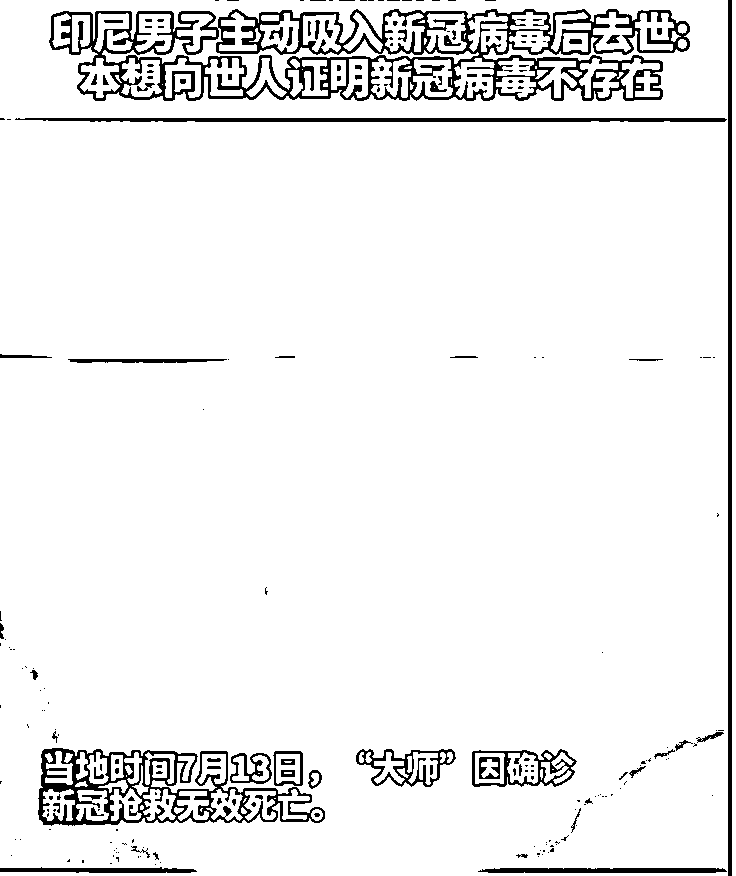 印尼男子主动吸入新冠病毒后去世:
本想向世人证明新冠病毒不存在
当地时间7月13日，“大师”因确诊
新冠抢救无效死亡。